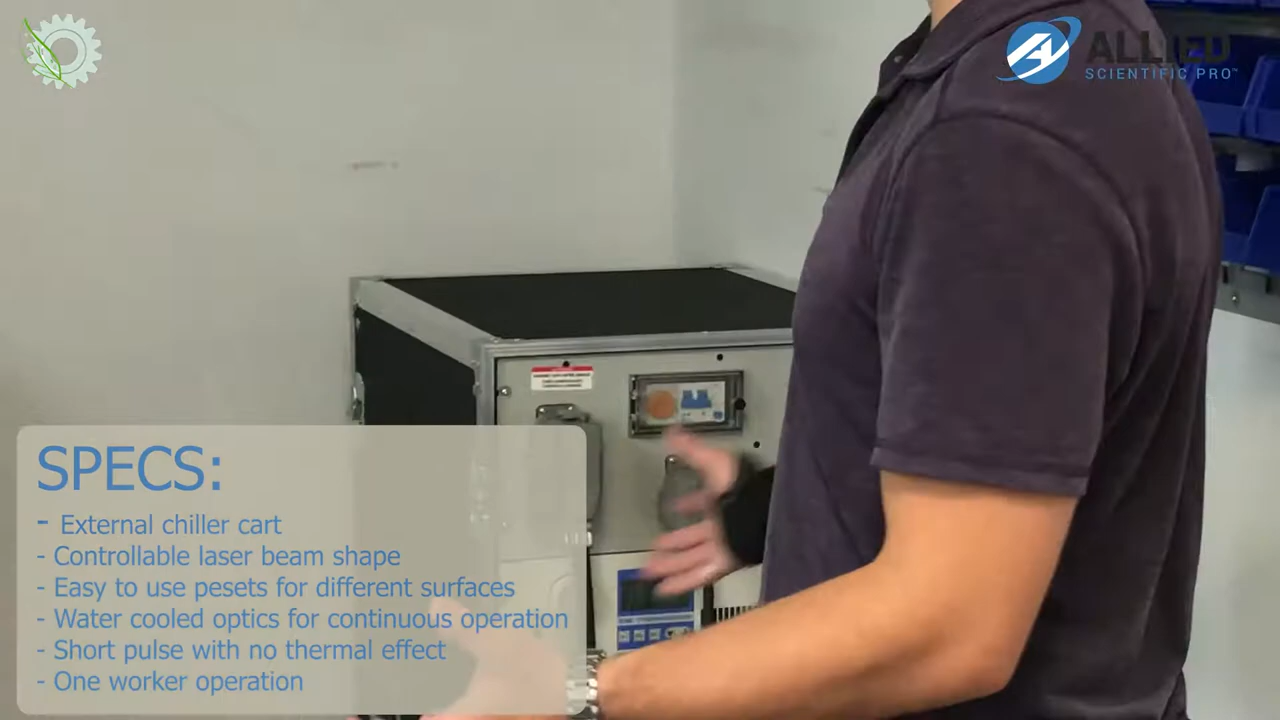 ALLIED
SCIENTIFIC PRO™
SPECS:
- External chiller cart
- Controllable laser beam shape
- Easy to use pesets for different surfaces
- Water cooled optics for continuous operation
- Short pulse with no thermal effect
- One worker operation